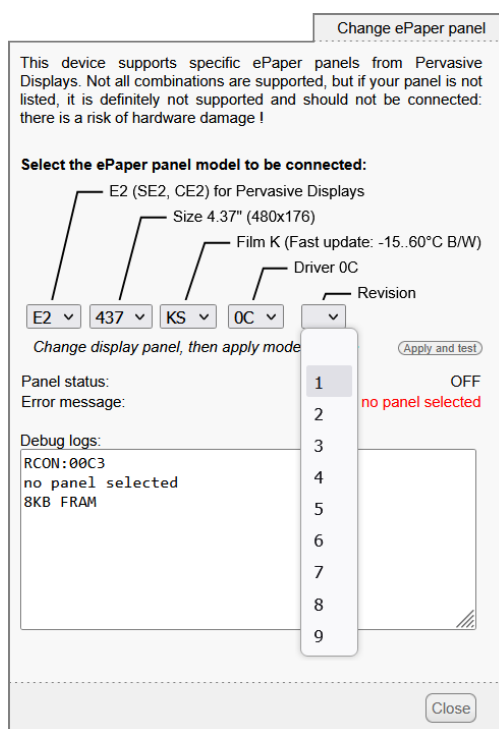 Change ePaper panel
This device supports specific ePaper panels from Pervasive
Displays. Not all combinations are supported, but if your panel is not
listed, it is definitely not supported and should not be connected:
there is a risk of hardware damage !
Select the ePaper panel model to be connected:
E2 (SE2, CE2) for Pervasive Displays
Size 4.37" (480x176)
Film K (Fast update: -15..60°C B/W)
Driver 0C
Revision
E2 437 KS 0C
Change display panel, then apply mode
Apply and test
Panel status: OFF
Error message: no panel selected
Debug logs:
RCON:00C3
no panel selected
8KB FRAM
1
2
3
4
5
6
7
8
9
Close